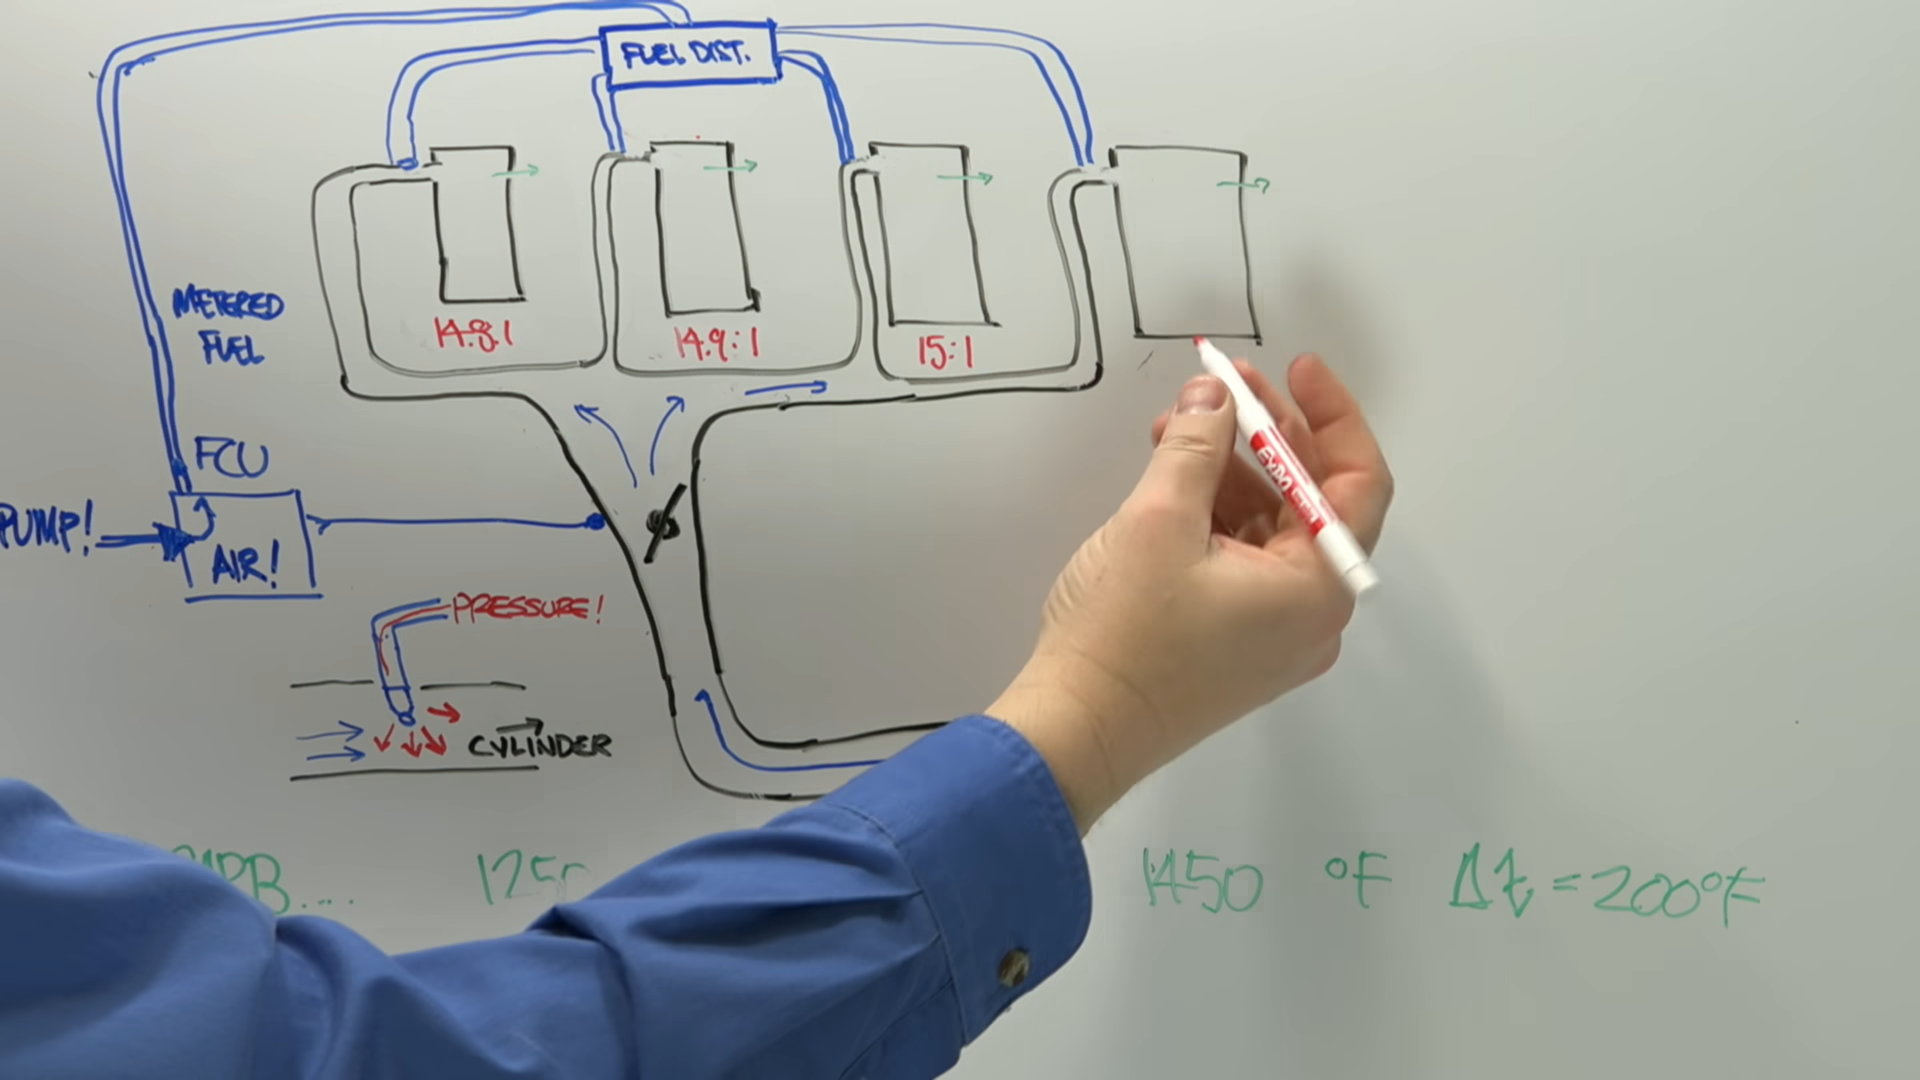 FUEL DIST.
METERED
FUEL
14.8:1
14.9:1
15:1
FCU
PUMP!
AIR!
PRESSURE!
CYLINDER
1450 °F Δt = 200°F
EXPO